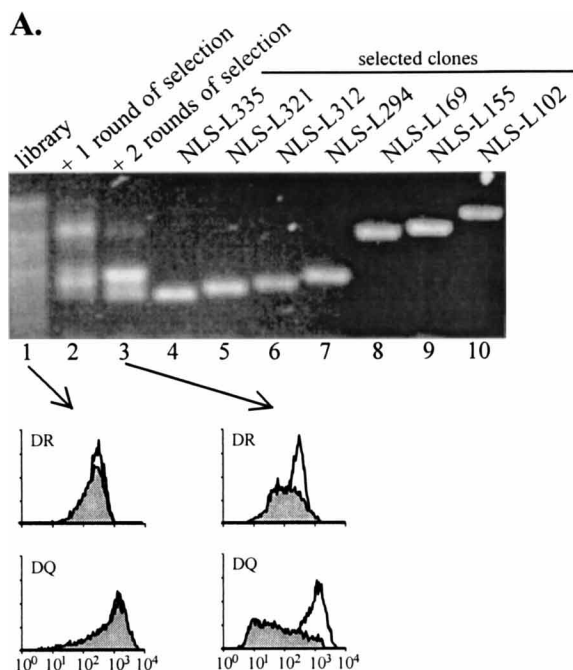 A.
selected clones
library
+ 1 round of selection
+ 2 rounds of selection
NLS-L335
NLS-L321
NLS-L312
NLS-L294
NLS-L169
NLS-L155
NLS-L102
1 2 3 4 5 6 7 8 9 10
DR DR
DQ DQ
10⁰ 10² 10³ 10⁴ 10⁰ 10² 10³ 10⁴